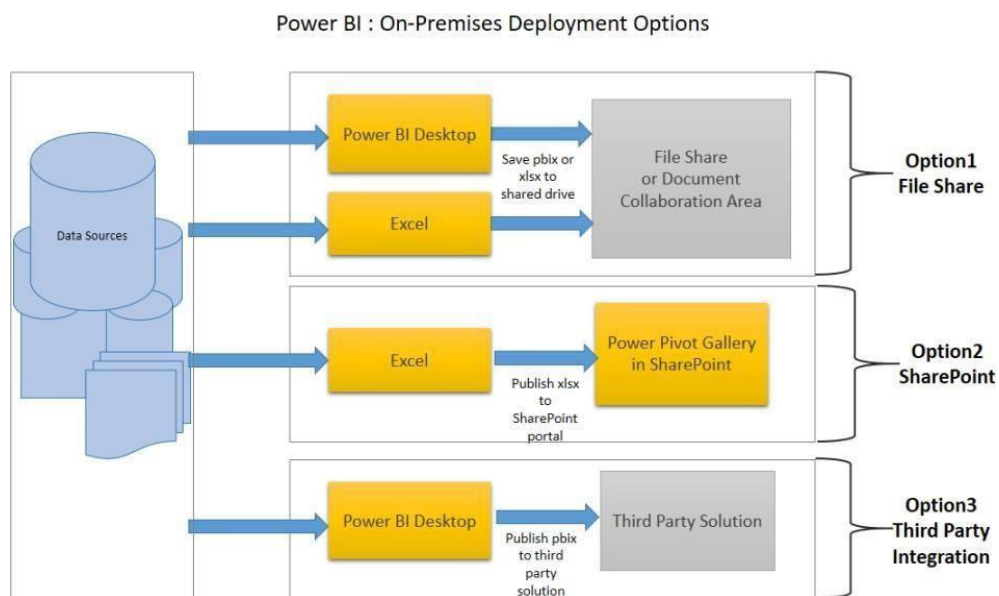 Power BI : On-Premises Deployment Options
Data Sources
Power BI Desktop
Save pbix or
xlsx to
shared drive
Excel
File Share
or Document
Collaboration Area
Option1
File Share
Excel
Publish xlsx
to
SharePoint
portal
Power Pivot Gallery
in SharePoint
Option2
SharePoint
Power BI Desktop
Publish pbix
to third
party
solution
Third Party Solution
Option3
Third Party
Integration